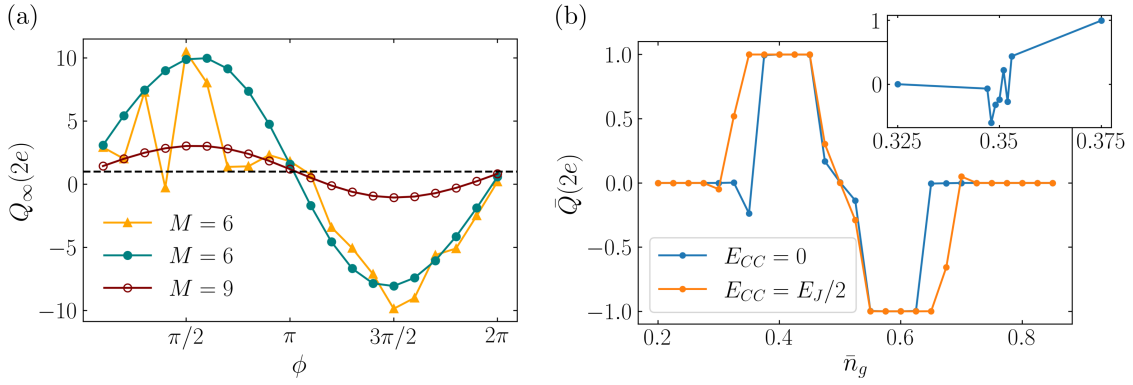 (a)
10
5
0
−5
−10
Q∞(2e)
π/2
π
3π/2
2π
ϕ
M = 6
M = 6
M = 9
(b)
1.0
0.5
0.0
−0.5
−1.0
Q̄(2e)
0.2
0.4
0.6
0.8
n̄g
E_CC = 0
E_CC = E_J/2
1
0
0.325
0.35
0.375